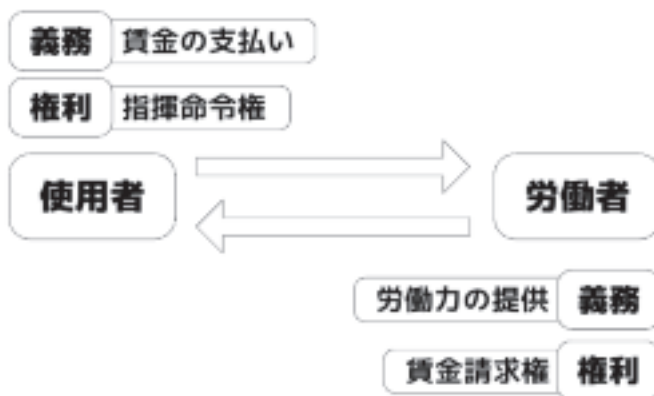 義務 賃金の支払い
権利 指揮命令権
使用者
労働者
労働力の提供 義務
賃金請求権 権利